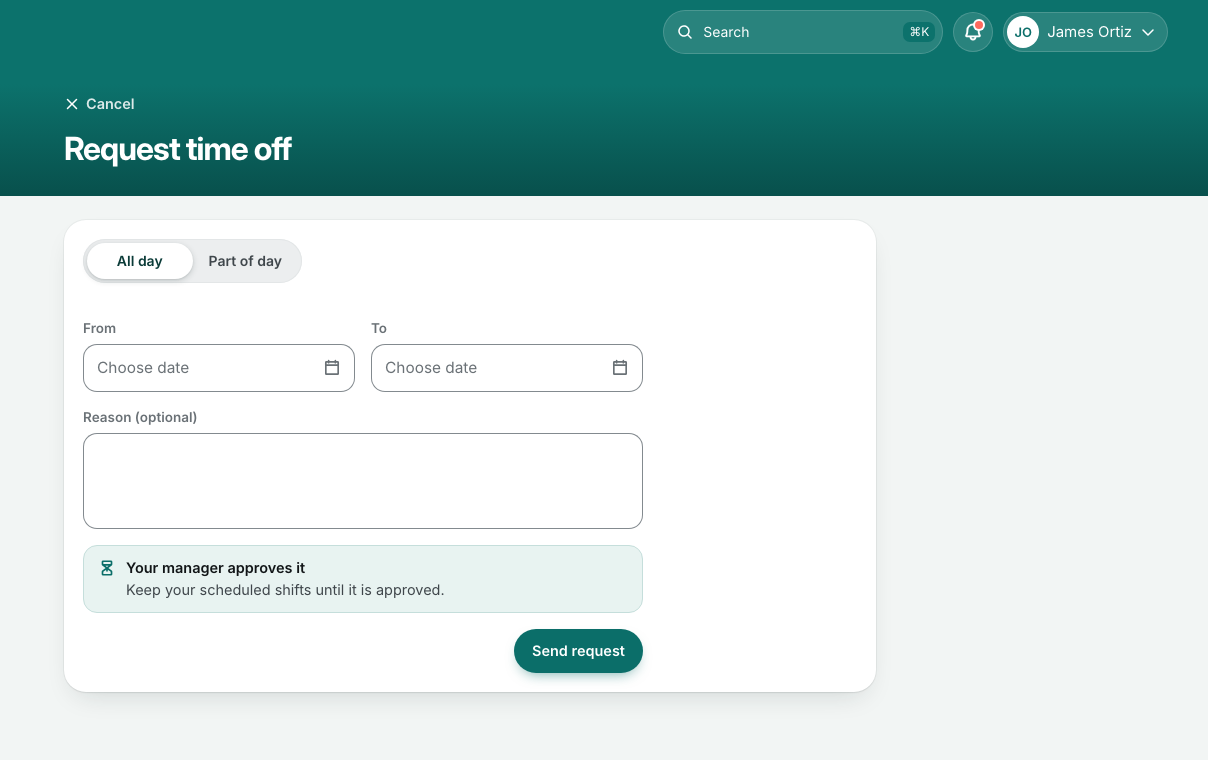 Search
⌘K
JO
James Ortiz
Cancel
Request time off
All day
Part of day
From
To
Choose date
Choose date
Reason (optional)
Your manager approves it
Keep your scheduled shifts until it is approved.
Send request